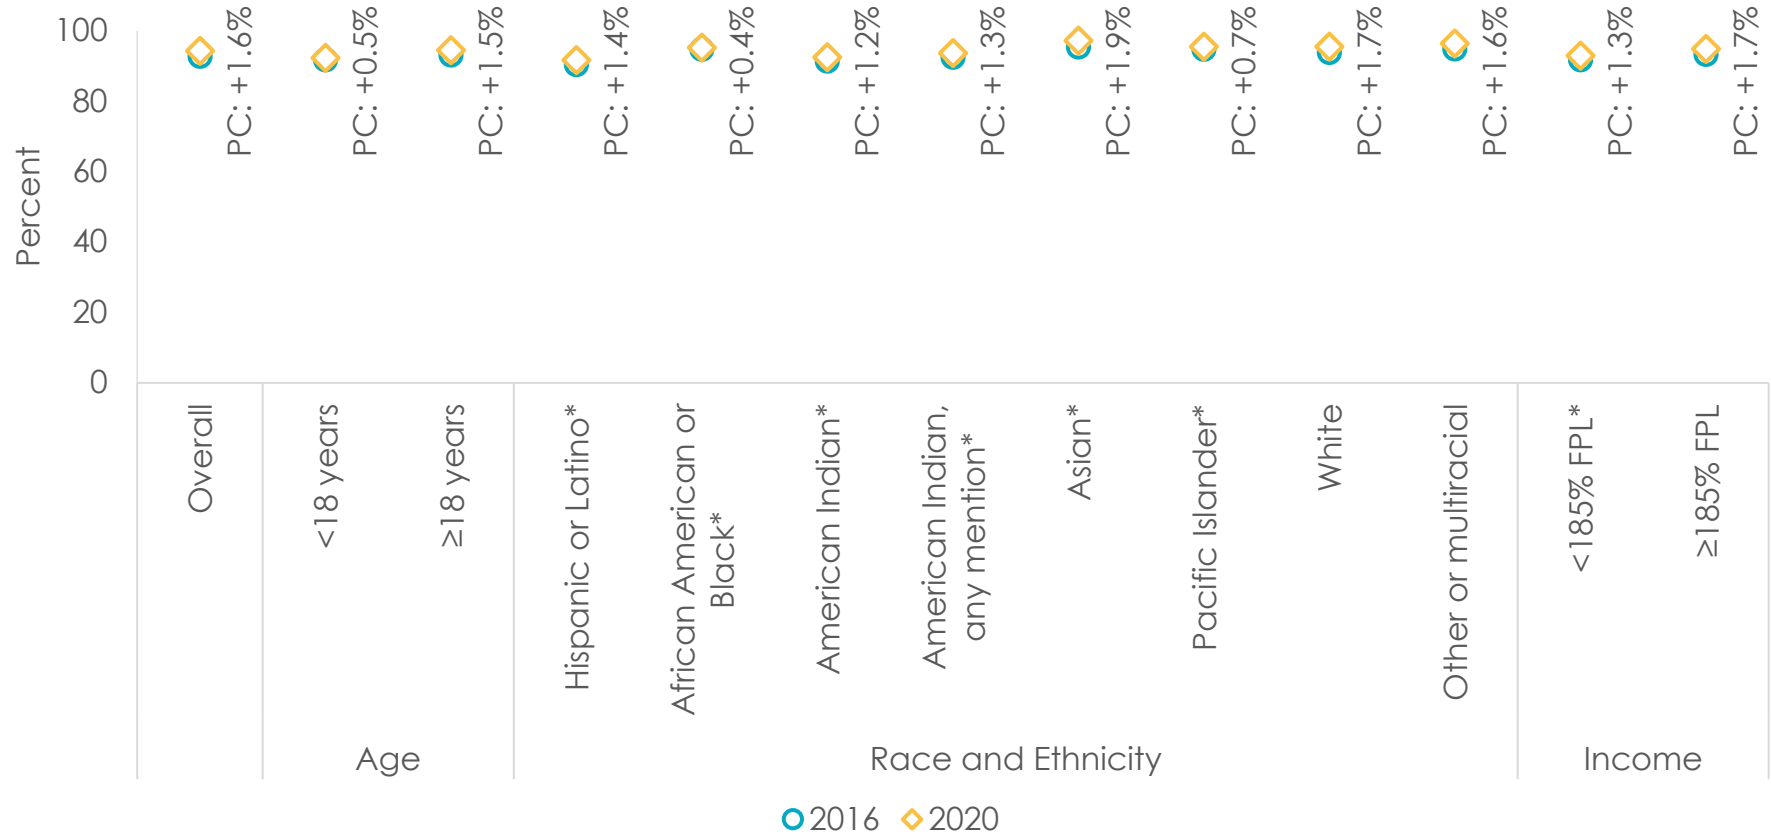 Percent
100
80
60
40
20
0
PC: +1.6%
PC: +0.5%
PC: +1.5%
PC: +1.4%
PC: +0.4%
PC: +1.2%
PC: +1.3%
PC: +1.9%
PC: +0.7%
PC: +1.7%
PC: +1.6%
PC: +1.3%
PC: +1.7%
Overall
<18 years
≥18 years
Hispanic or Latino*
African American or
Black*
American Indian*
American Indian,
any mention*
Asian*
Pacific Islander*
White
Other or multiracial
<185% FPL*
≥185% FPL
Age
Race and Ethnicity
Income
2016
2020